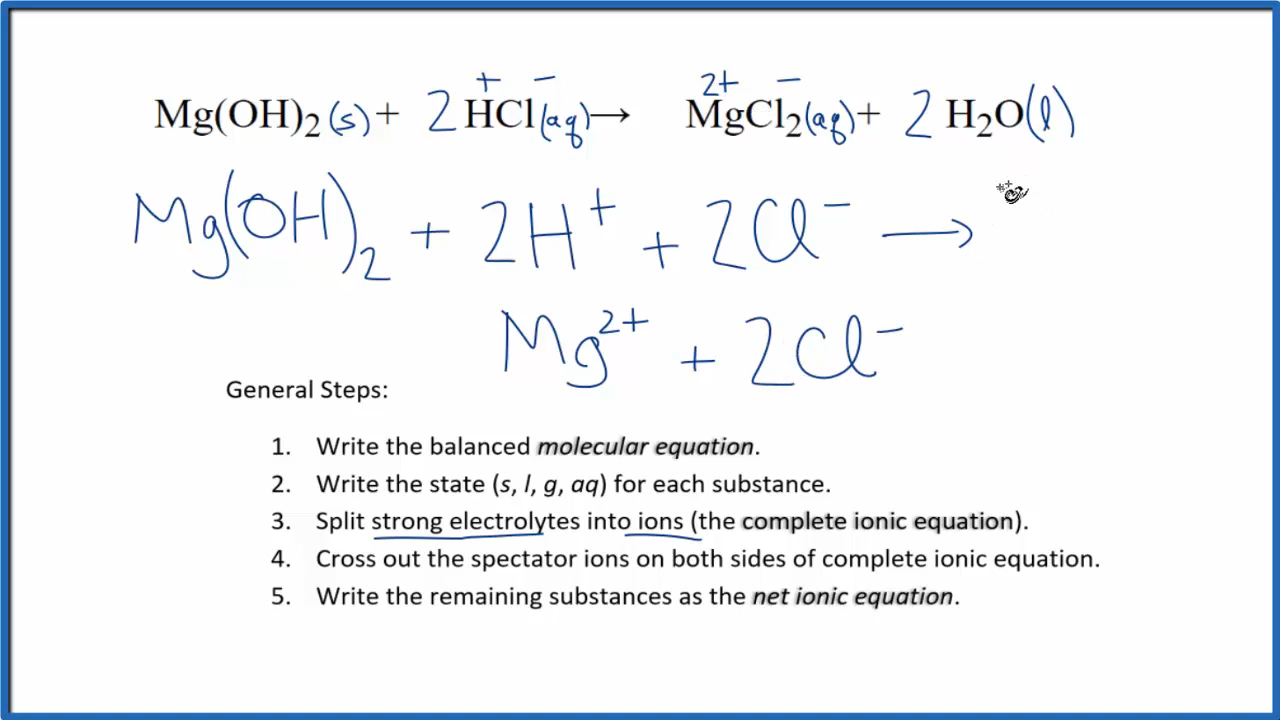 + − 2+ −
Mg(OH)₂(s) + 2 HCl(aq) → MgCl₂(aq) + 2 H₂O(l)
Mg(OH)₂ + 2H⁺ + 2Cl⁻ →
Mg²⁺ + 2Cl⁻
General Steps:
1. Write the balanced molecular equation.
2. Write the state (s, l, g, aq) for each substance.
3. Split strong electrolytes into ions (the complete ionic equation).
4. Cross out the spectator ions on both sides of complete ionic equation.
5. Write the remaining substances as the net ionic equation.